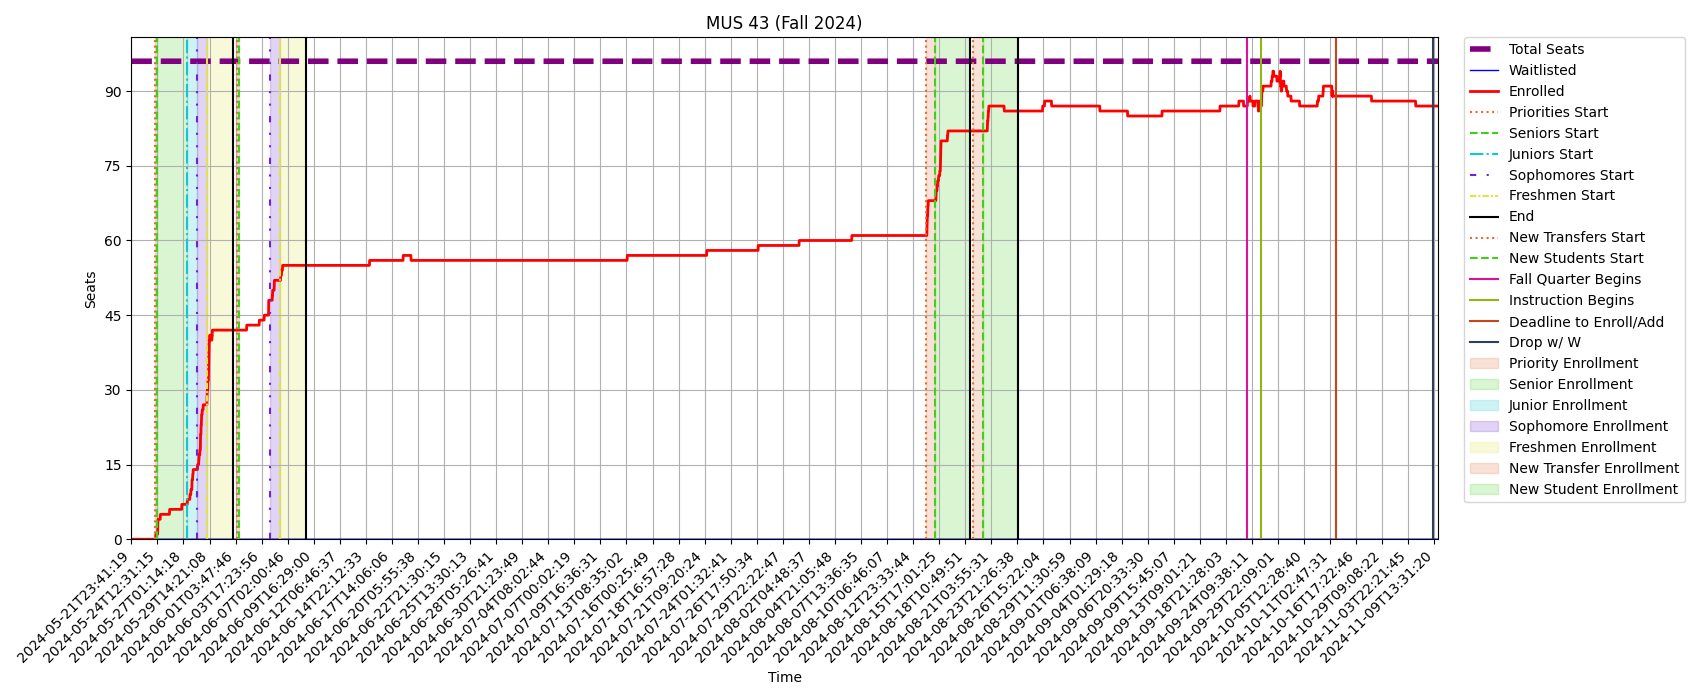 MUS 43 (Fall 2024)
Seats
90
75
60
45
30
15
0
2024-05-21T23:41:19
2024-05-24T12:31:15
2024-05-27T01:14:18
2024-05-29T14:21:08
2024-06-01T03:47:46
2024-06-03T17:23:56
2024-06-07T02:00:46
2024-06-09T16:29:00
2024-06-12T06:46:37
2024-06-14T22:12:33
2024-06-17T14:06:06
2024-06-20T05:55:38
2024-06-22T21:30:15
2024-06-25T13:30:13
2024-06-28T05:26:41
2024-06-30T21:23:49
2024-07-04T08:02:44
2024-07-07T00:02:19
2024-07-09T16:36:31
2024-07-13T08:35:02
2024-07-16T00:25:49
2024-07-18T16:57:28
2024-07-21T09:20:24
2024-07-24T01:32:41
2024-07-26T17:50:34
2024-07-29T22:22:47
2024-08-02T04:48:37
2024-08-04T21:05:48
2024-08-07T13:36:35
2024-08-10T06:46:07
2024-08-12T23:33:44
2024-08-15T17:01:25
2024-08-18T10:49:51
2024-08-21T03:55:31
2024-08-23T21:26:38
2024-08-26T15:22:04
2024-08-29T11:30:59
2024-09-01T06:38:09
2024-09-04T01:29:18
2024-09-06T20:33:30
2024-09-09T15:45:07
2024-09-13T09:01:21
2024-09-18T21:28:03
2024-09-24T09:38:11
2024-09-29T22:09:01
2024-10-05T12:28:40
2024-10-11T02:47:31
2024-10-16T17:22:46
2024-10-29T09:08:22
2024-11-03T22:21:45
2024-11-09T13:31:20
Time
Total Seats
Waitlisted
Enrolled
Priorities Start
Seniors Start
Juniors Start
Sophomores Start
Freshmen Start
End
New Transfers Start
New Students Start
Fall Quarter Begins
Instruction Begins
Deadline to Enroll/Add
Drop w/ W
Priority Enrollment
Senior Enrollment
Junior Enrollment
Sophomore Enrollment
Freshmen Enrollment
New Transfer Enrollment
New Student Enrollment